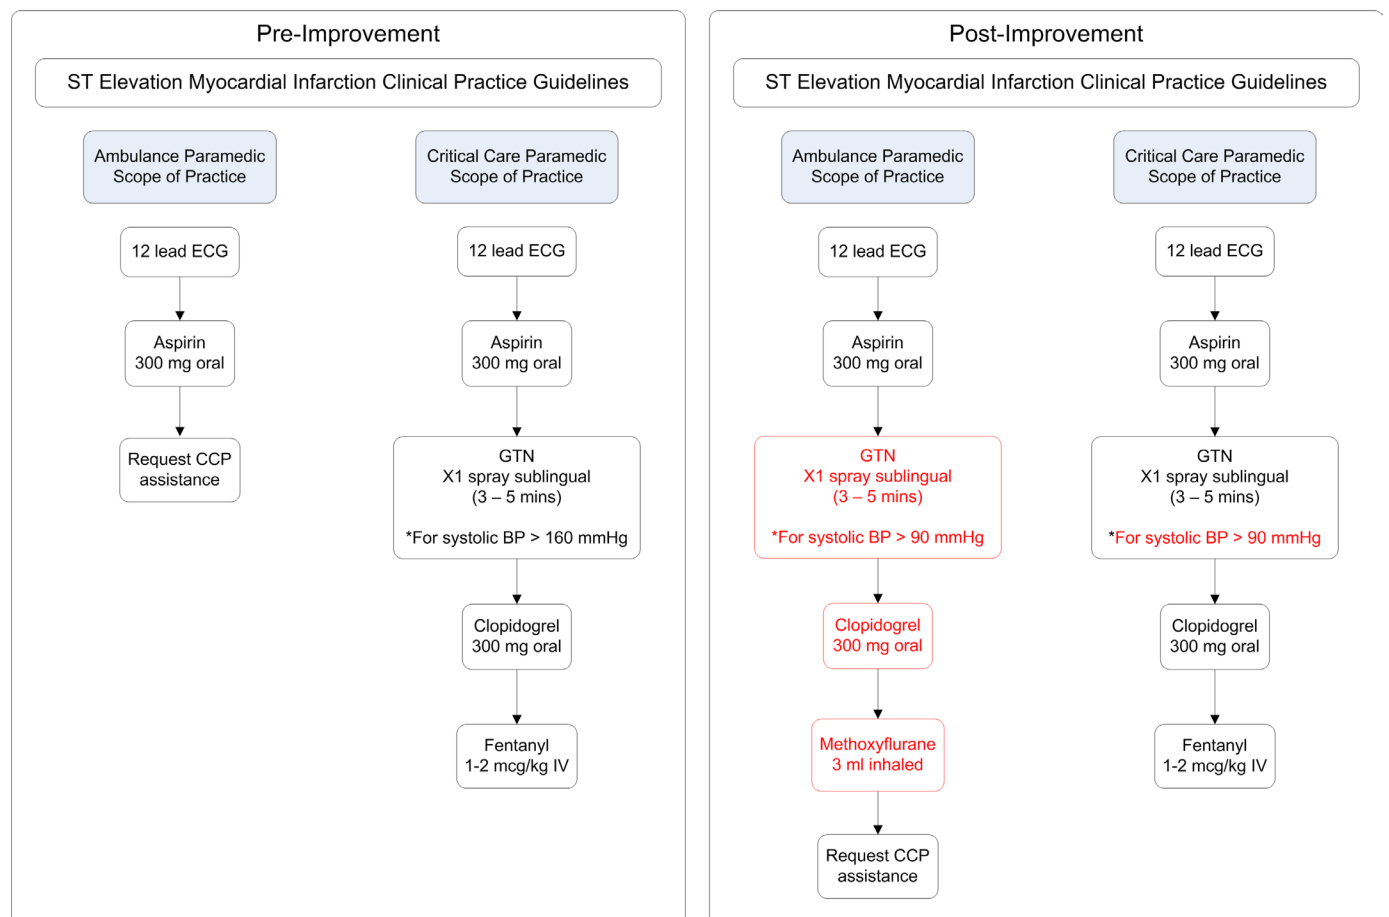 Pre-Improvement
ST Elevation Myocardial Infarction Clinical Practice Guidelines
Ambulance Paramedic
Scope of Practice
12 lead ECG
Aspirin
300 mg oral
Request CCP
assistance
Critical Care Paramedic
Scope of Practice
12 lead ECG
Aspirin
300 mg oral
GTN
X1 spray sublingual
(3 – 5 mins)
*For systolic BP > 160 mmHg
Clopidogrel
300 mg oral
Fentanyl
1-2 mcg/kg IV
Post-Improvement
ST Elevation Myocardial Infarction Clinical Practice Guidelines
Ambulance Paramedic
Scope of Practice
12 lead ECG
Aspirin
300 mg oral
GTN
X1 spray sublingual
(3 – 5 mins)
*For systolic BP > 90 mmHg
Clopidogrel
300 mg oral
Methoxyflurane
3 ml inhaled
Request CCP
assistance
Critical Care Paramedic
Scope of Practice
12 lead ECG
Aspirin
300 mg oral
GTN
X1 spray sublingual
(3 – 5 mins)
*For systolic BP > 90 mmHg
Clopidogrel
300 mg oral
Fentanyl
1-2 mcg/kg IV